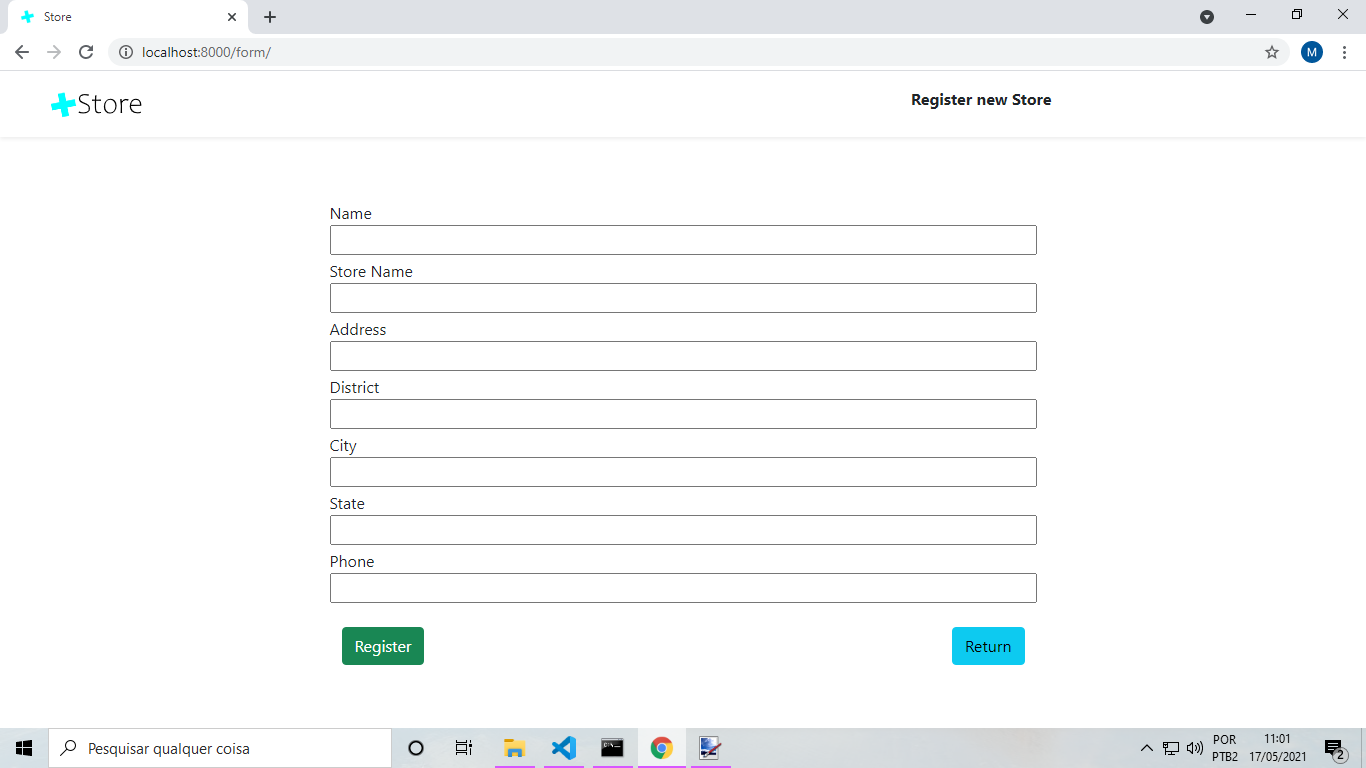 Store
localhost:8000/form/
M
Store
Register new Store
Name
Store Name
Address
District
City
State
Phone
Register
Return
Pesquisar qualquer coisa
POR
PTB2
11:01
17/05/2021
2